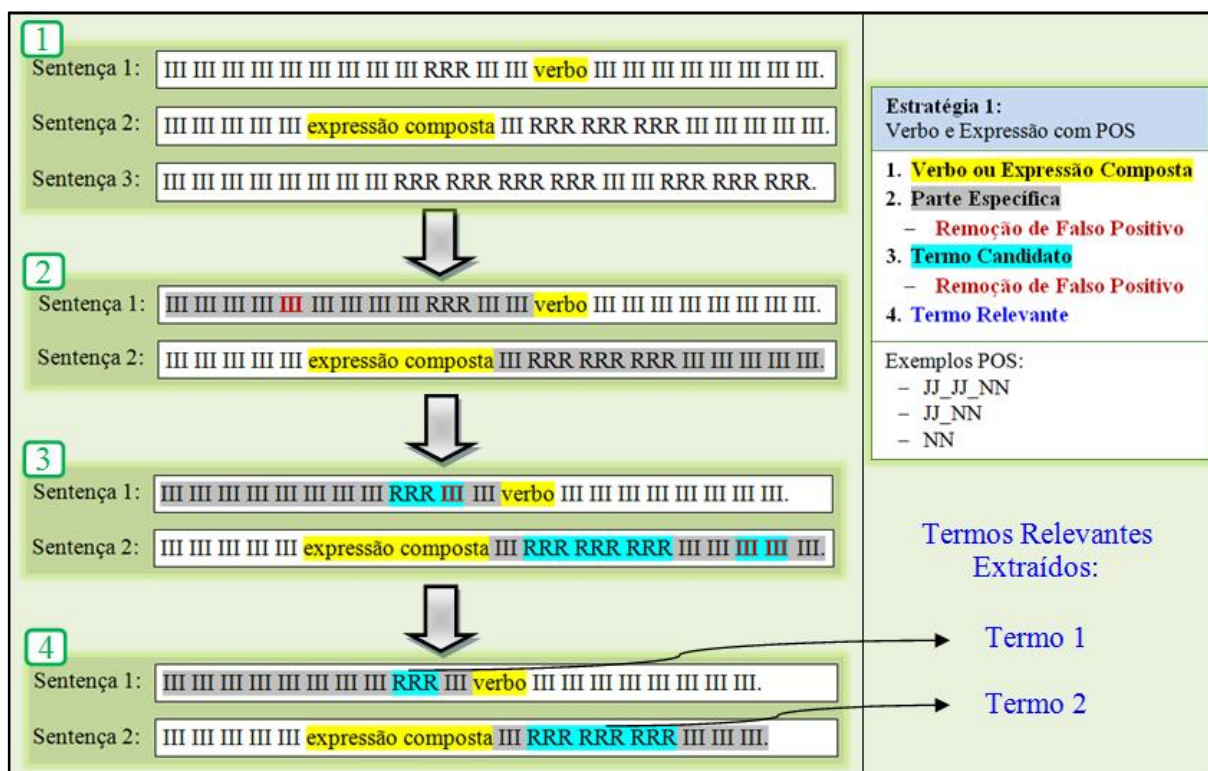 1
Sentença 1: III III III III III III III III III RRR III III verbo III III III III III III III III.
Sentença 2: III III III III III expressão composta III RRR RRR RRR III III III III III.
Sentença 3: III III III III III III III III RRR RRR RRR RRR III III RRR RRR RRR.
2
Sentença 1: III III III III III III III III III RRR III III verbo III III III III III III III III.
Sentença 2: III III III III III expressão composta III RRR RRR RRR III III III III III.
3
Sentença 1: III III III III III III III III RRR III III verbo III III III III III III III III.
Sentença 2: III III III III III expressão composta III RRR RRR RRR III III III III III.
4
Sentença 1: III III III III III III III III RRR III verbo III III III III III III III III.
Sentença 2: III III III III III expressão composta III RRR RRR RRR III III III.
Estratégia 1:
Verbo e Expressão com POS
1. Verbo ou Expressão Composta
2. Parte Específica
– Remoção de Falso Positivo
3. Termo Candidato
– Remoção de Falso Positivo
4. Termo Relevante
Exemplos POS:
– JJ_JJ_NN
– JJ_NN
– NN
Termos Relevantes
Extraídos:
Termo 1
Termo 2